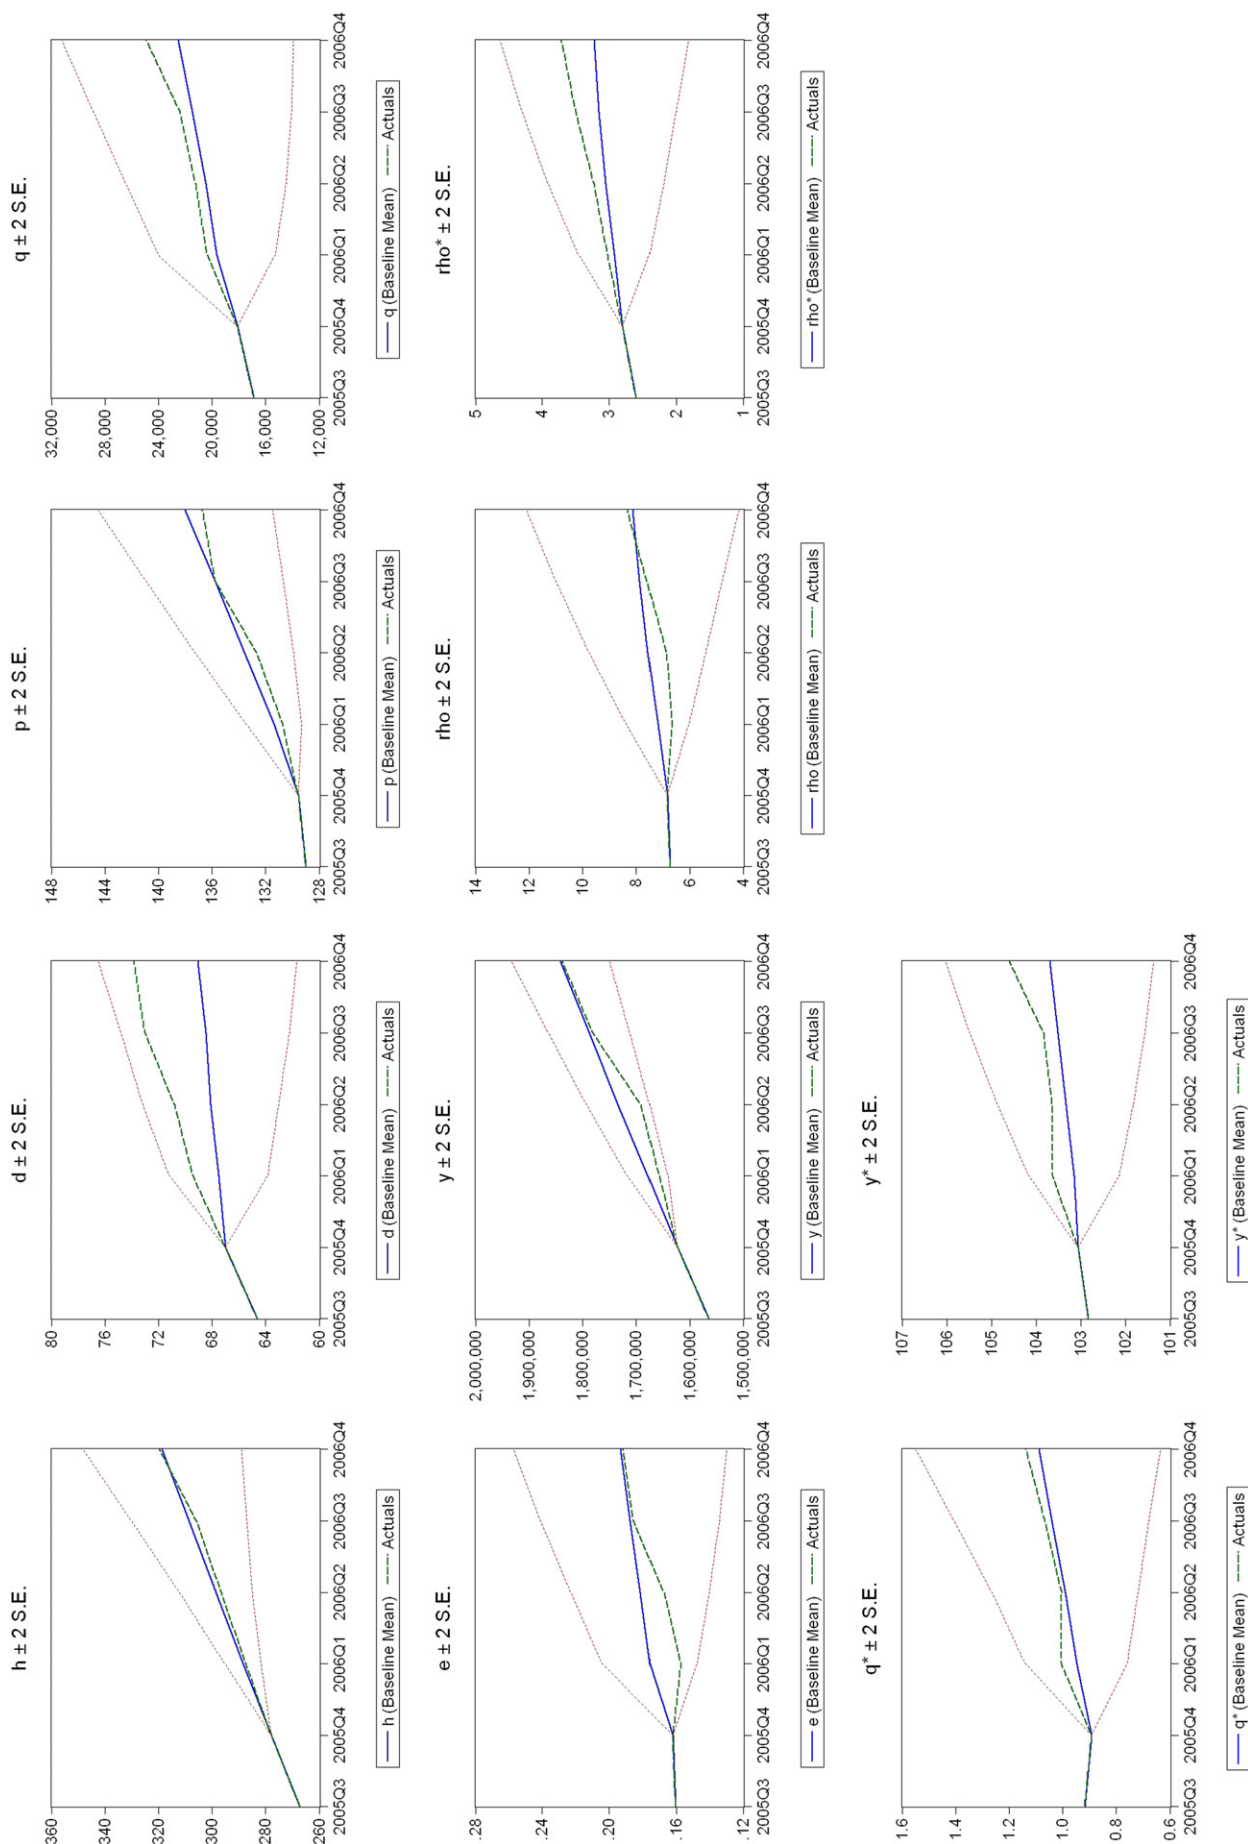 h ± 2 S.E.
360
340
320
300
280
260
2005Q3 2005Q4 2006Q1 2006Q2 2006Q3 2006Q4
h (Baseline Mean) Actuals
d ± 2 S.E.
80
76
72
68
64
60
2005Q3 2005Q4 2006Q1 2006Q2 2006Q3 2006Q4
d (Baseline Mean) Actuals
p ± 2 S.E.
148
144
140
136
132
128
2005Q3 2005Q4 2006Q1 2006Q2 2006Q3 2006Q4
p (Baseline Mean) Actuals
q ± 2 S.E.
32,000
28,000
24,000
20,000
16,000
12,000
2005Q3 2005Q4 2006Q1 2006Q2 2006Q3 2006Q4
q (Baseline Mean) Actuals
e ± 2 S.E.
.28
.24
.20
.16
.12
2005Q3 2005Q4 2006Q1 2006Q2 2006Q3 2006Q4
e (Baseline Mean) Actuals
y ± 2 S.E.
2,000,000
1,900,000
1,800,000
1,700,000
1,600,000
1,500,000
2005Q3 2005Q4 2006Q1 2006Q2 2006Q3 2006Q4
y (Baseline Mean) Actuals
rho ± 2 S.E.
14
12
10
8
6
4
2005Q3 2005Q4 2006Q1 2006Q2 2006Q3 2006Q4
rho (Baseline Mean) Actuals
rho* ± 2 S.E.
5
4
3
2
1
2005Q3 2005Q4 2006Q1 2006Q2 2006Q3 2006Q4
rho* (Baseline Mean) Actuals
q* ± 2 S.E.
1.6
1.4
1.2
1.0
0.8
0.6
2005Q3 2005Q4 2006Q1 2006Q2 2006Q3 2006Q4
q* (Baseline Mean) Actuals
y* ± 2 S.E.
107
106
105
104
103
102
101
2005Q3 2005Q4 2006Q1 2006Q2 2006Q3 2006Q4
y* (Baseline Mean) Actuals